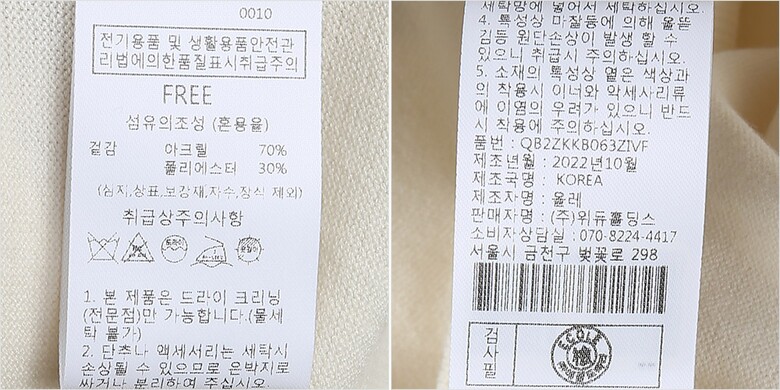 0010
전기용품 및 생활용품안전관
리법에의한품질표시취급주의
FREE
섬유의조성 (혼용율)
겉감 아크릴 70%
폴리에스터 30%
(심지,상표,보강재,자수,장식 제외)
취급상주의사항
드라이
1. 본 제품은 드라이 크리닝
(전문점)만 가능합니다.(물세
탁 불가)
2. 단추나 액세서리는 세탁시
손상될 수 있으므로 은박지로
싸거나 분리하여 주십시오.
세탁망에 넣어서 세탁하십시오.
4. 특성상 마찰등에 의해 올뜯
김등 원단손상이 발생 할 수
있으니 취급시 주의하십시오.
5. 소재의 특성상 옅은 색상과
의 착용시 이너와 악세사리류
에 이염의 우려가 있으니 반드
시 착용에 주의하십시오.
품번 : QB2ZKKB063ZIVF
제조년월 : 2022년10월
제조국명 : KOREA
제조자명 : 올레
판매자명 : (주)위듀홀딩스
소비자상담실 : 070-8224-4417
서울시 금천구 벚꽃로 298
검사필
ECOLE